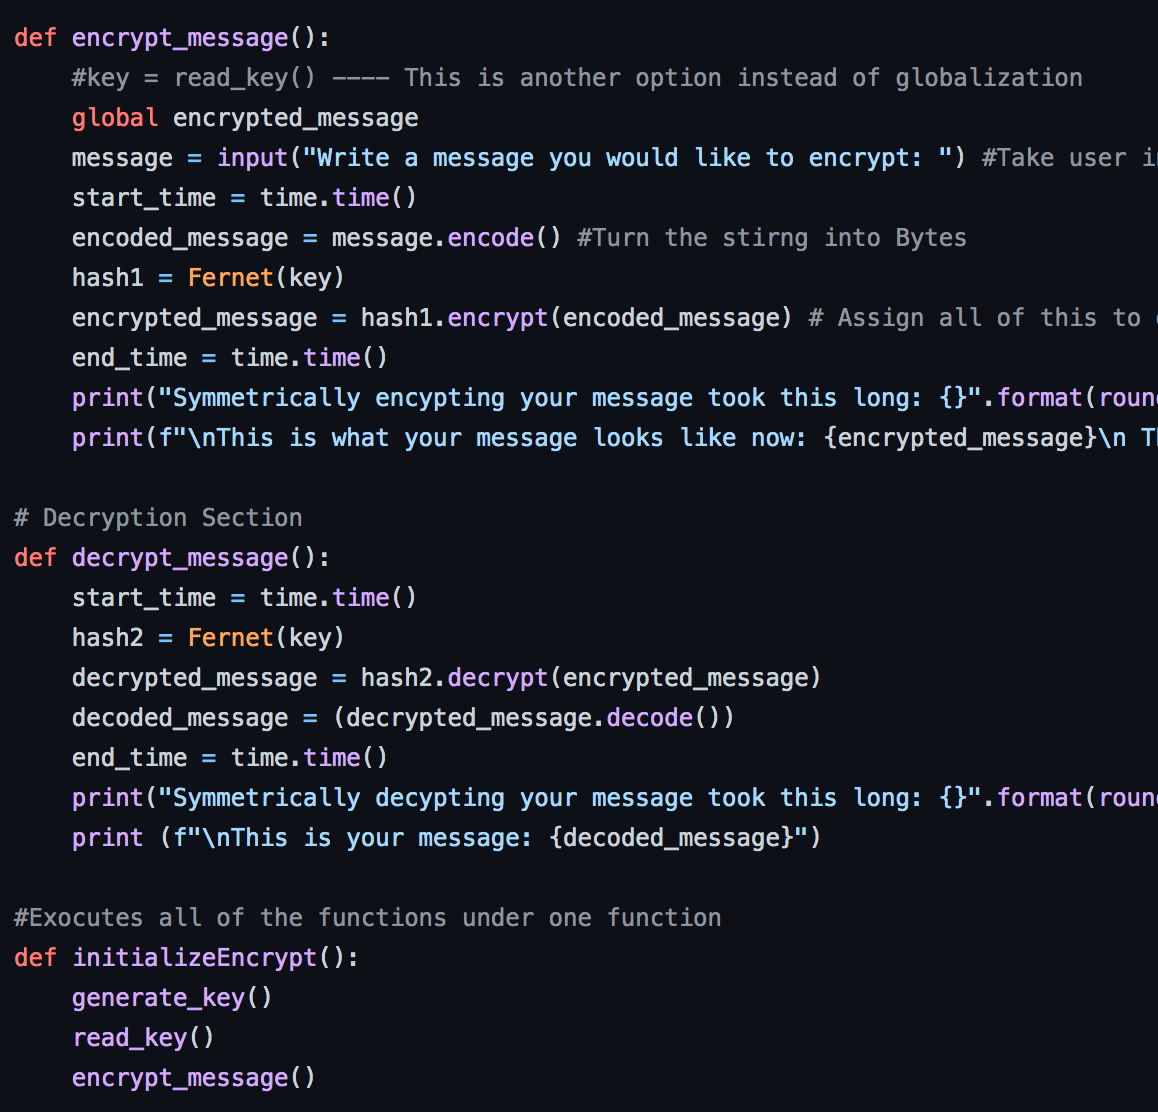 def encrypt_message():
    #key = read_key() ---- This is another option instead of globalization
    global encrypted_message
    message = input("Write a message you would like to encrypt: ") #Take user
    start_time = time.time()
    encoded_message = message.encode() #Turn the stirng into Bytes
    hash1 = Fernet(key)
    encrypted_message = hash1.encrypt(encoded_message) # Assign all of this to
    end_time = time.time()
    print("Symmetrically encypting your message took this long: {}".format(roun
    print(f"\nThis is what your message looks like now: {encrypted_message}\n T

# Decryption Section
def decrypt_message():
    start_time = time.time()
    hash2 = Fernet(key)
    decrypted_message = hash2.decrypt(encrypted_message)
    decoded_message = (decrypted_message.decode())
    end_time = time.time()
    print("Symmetrically decypting your message took this long: {}".format(roun
    print (f"\nThis is your message: {decoded_message}")

#Exocutes all of the functions under one function
def initializeEncrypt():
    generate_key()
    read_key()
    encrypt_message()